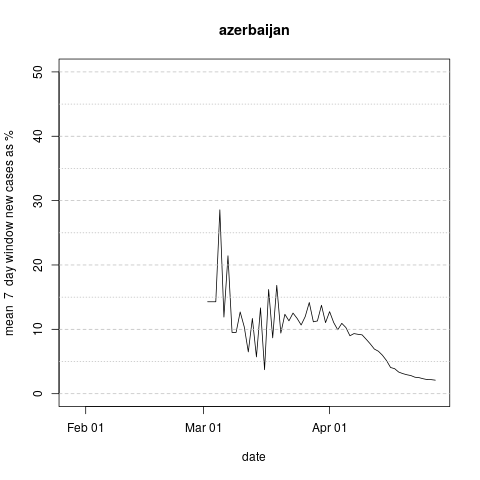 azerbaijan
mean 7 day window new cases as %
50
40
30
20
10
0
Feb 01
Mar 01
Apr 01
date